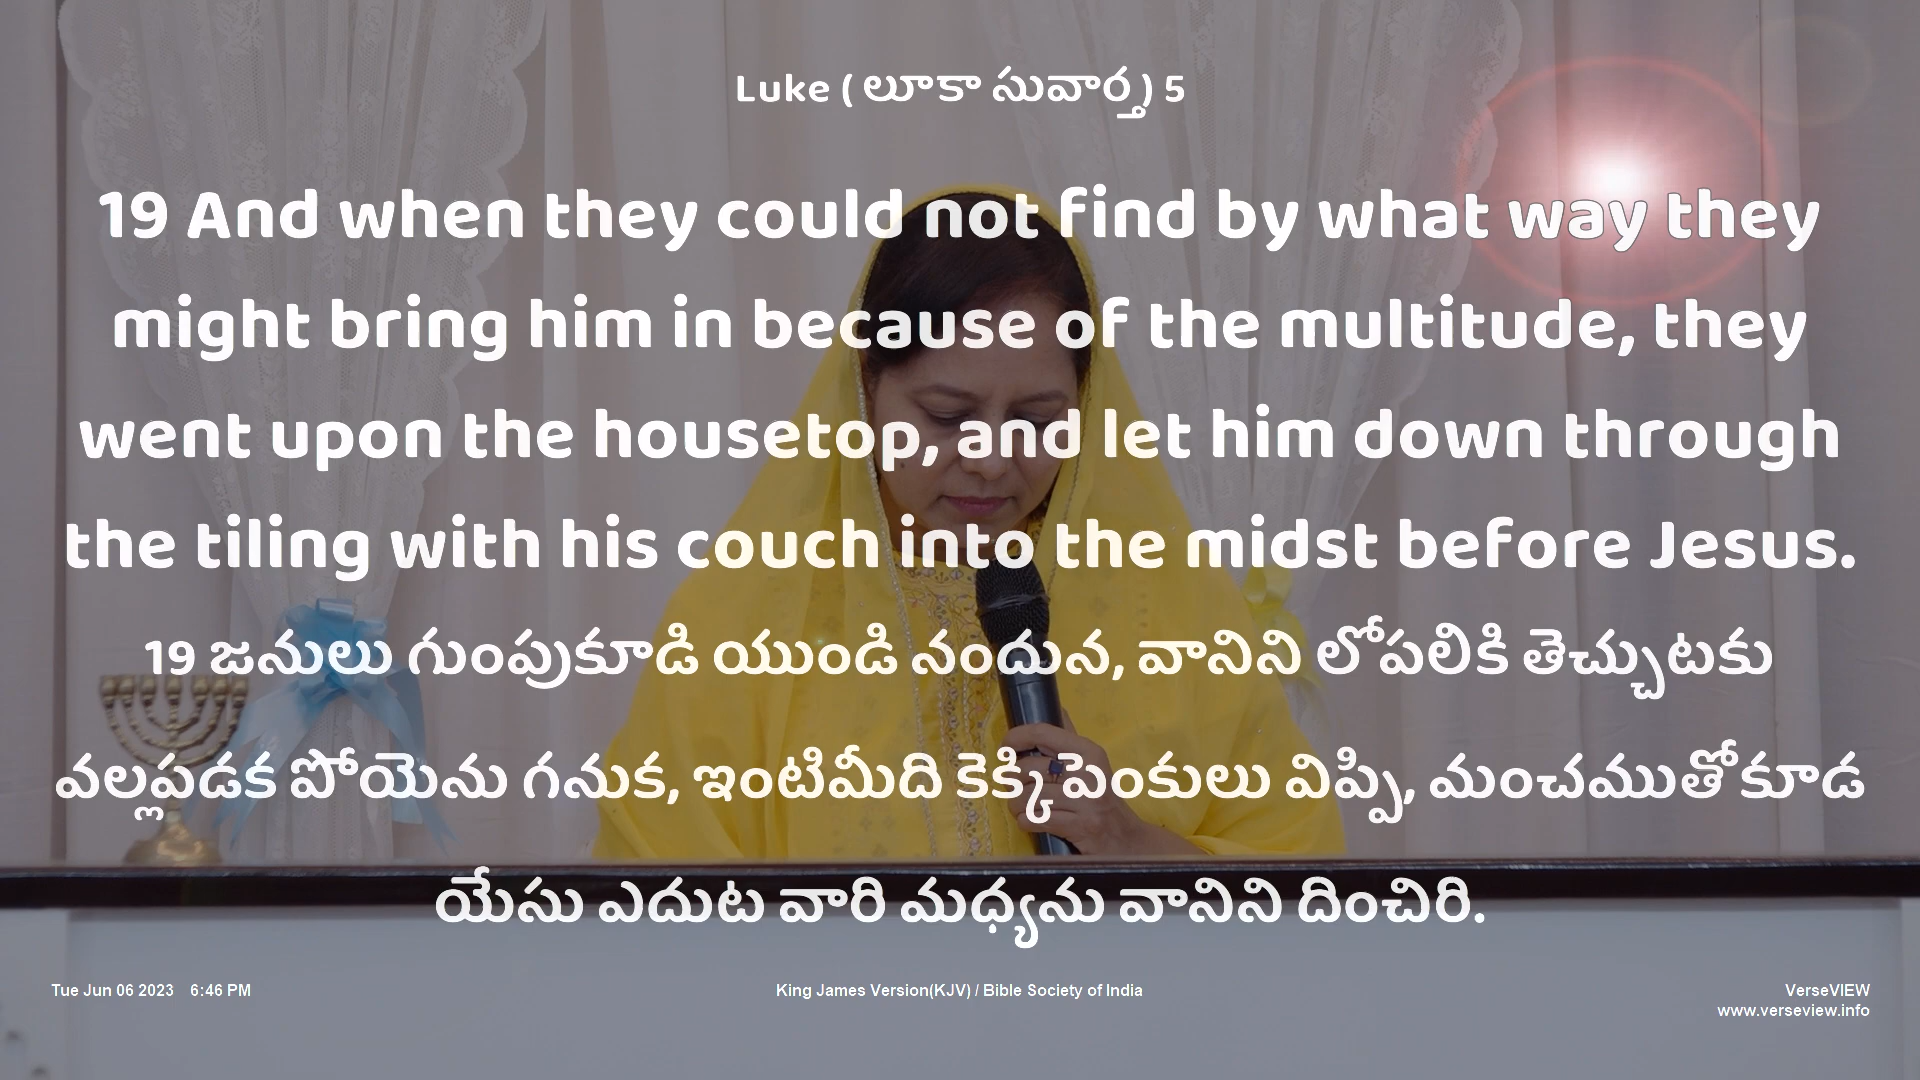 Luke ( లూకా సువార్త) 5
19 And when they could not find by what way they
might bring him in because of the multitude, they
went upon the housetop, and let him down through
the tiling with his couch into the midst before Jesus.
19 జనులు గుంపుకూడి యుండి నందున, వానిని లోపలికి తెచ్చుటకు
వల్లపడక పోయెను గనుక, ఇంటిమీది కెక్కిపెంకులు విప్పి, మంచముతోకూడ
యేసు ఎదుట వారి మధ్యను వానిని దించిరి.
Tue Jun 06 2023 6:46 PM
King James Version(KJV) / Bible Society of India
VerseVIEW
www.verseview.info